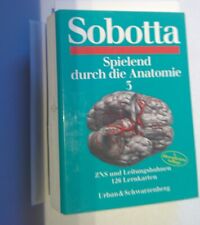 Sobotta
Spielend
durch die Anatomie
3
ZNS und Leitungsbahnen
126 Lernkarten
Urban & Schwarzenberg